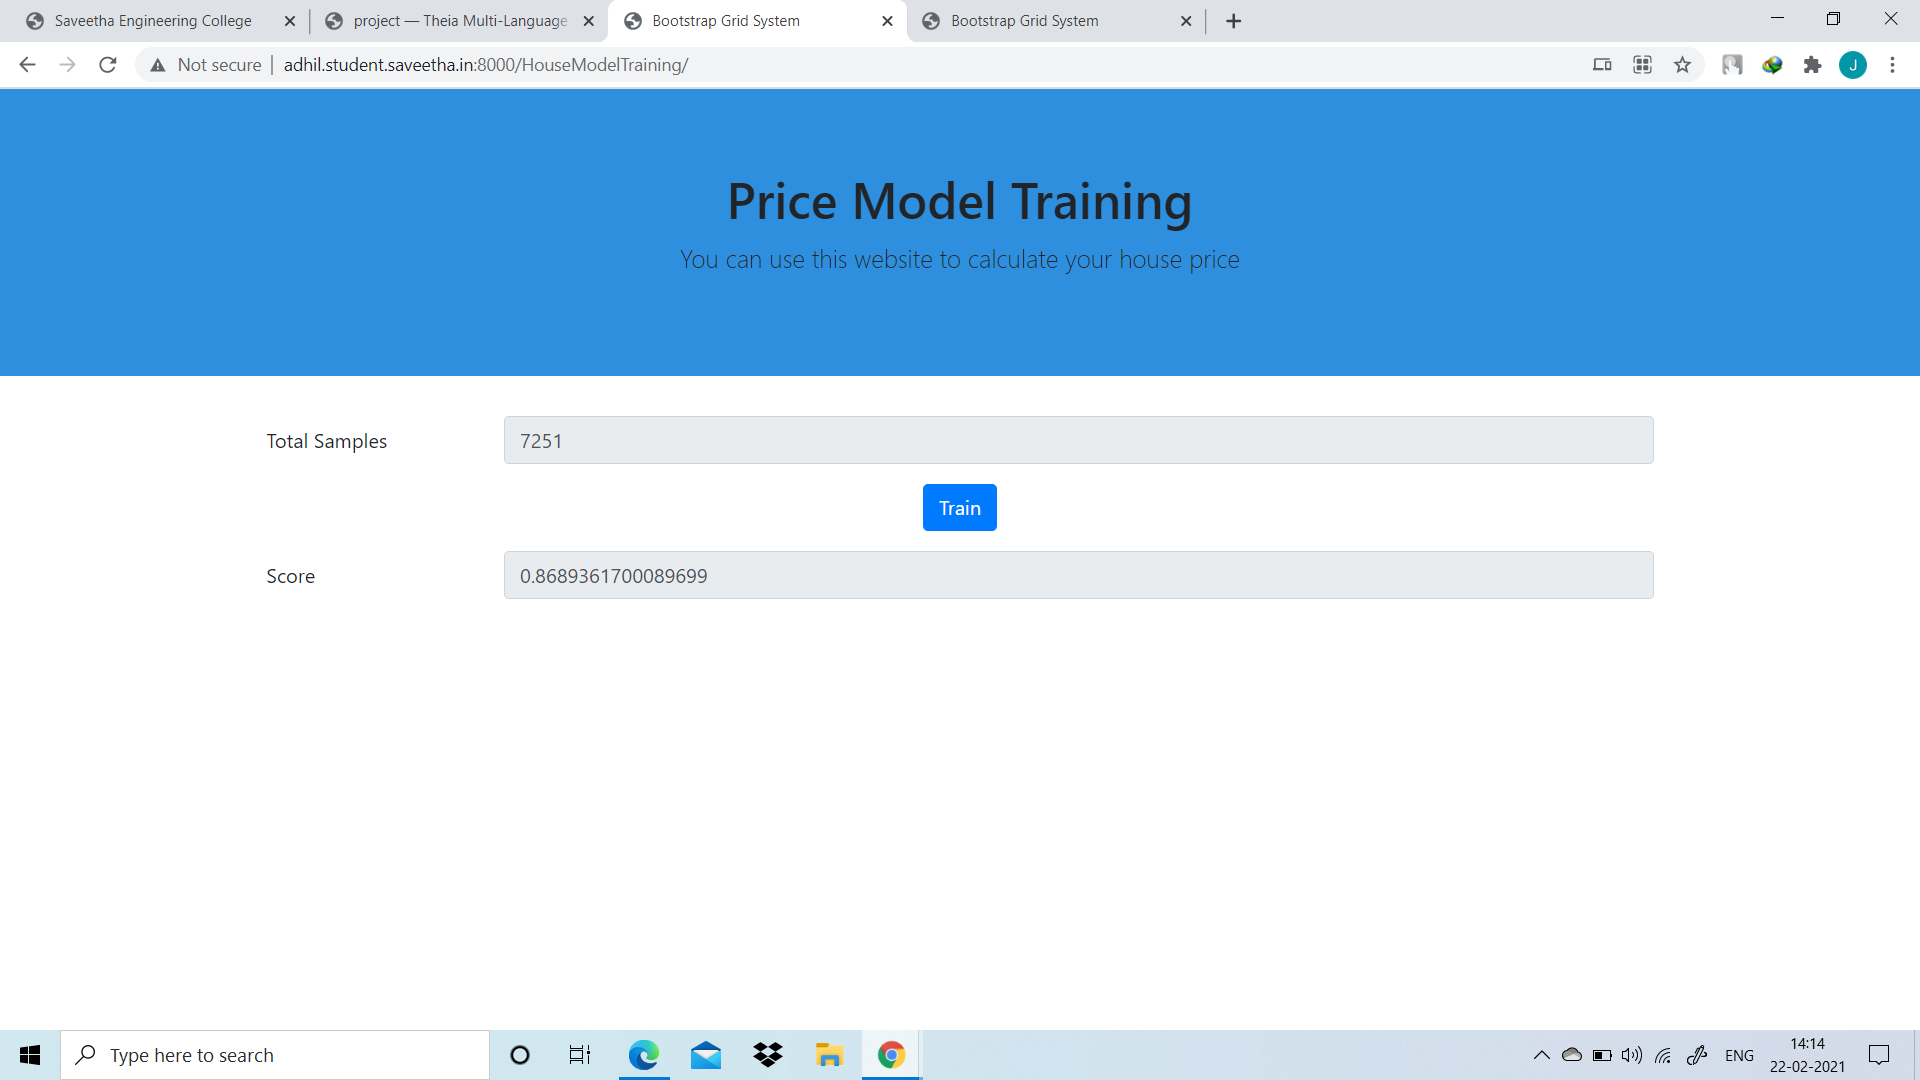 Saveetha Engineering College
project — Theia Multi-Language
Bootstrap Grid System
Bootstrap Grid System
Not secure
adhil.student.saveetha.in:8000/HouseModelTraining/
J
Price Model Training
You can use this website to calculate your house price
Total Samples
7251
Train
Score
0.8689361700089699
Type here to search
ENG
14:14
22-02-2021